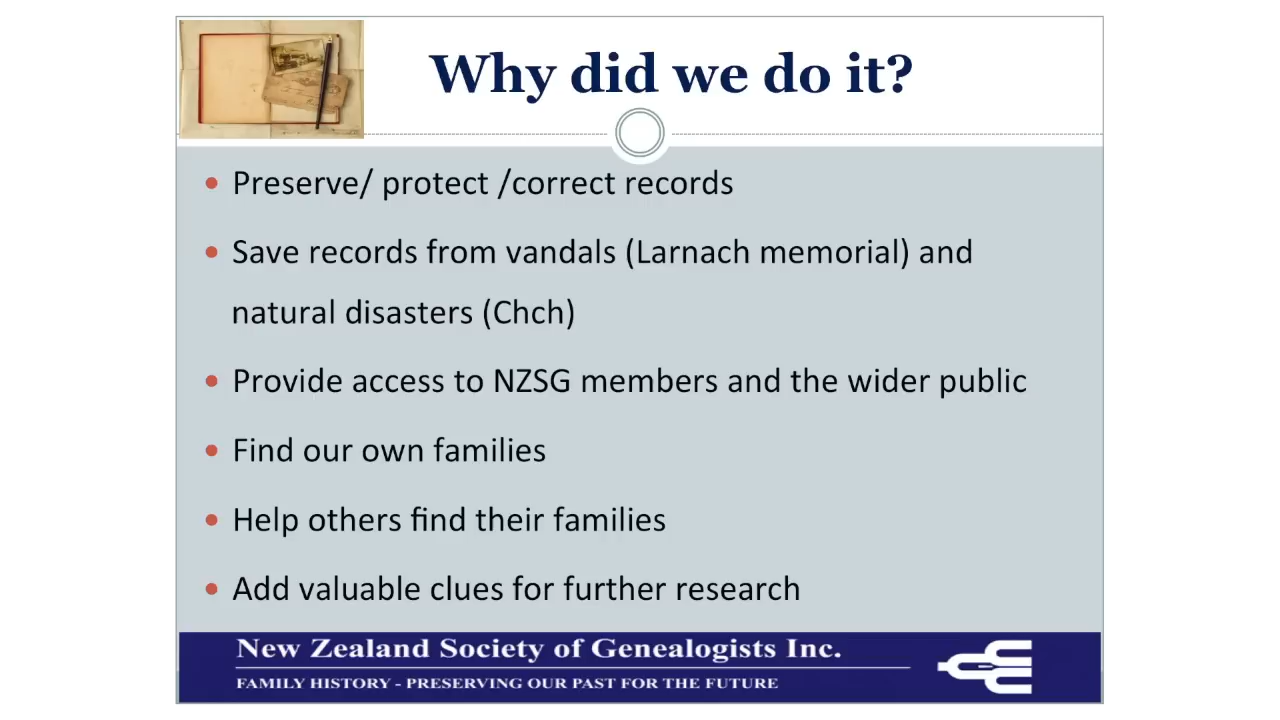 Why did we do it?
Preserve/ protect /correct records
Save records from vandals (Larnach memorial) and
natural disasters (Chch)
Provide access to NZSG members and the wider public
Find our own families
Help others find their families
Add valuable clues for further research
New Zealand Society of Genealogists Inc.
FAMILY HISTORY - PRESERVING OUR PAST FOR THE FUTURE